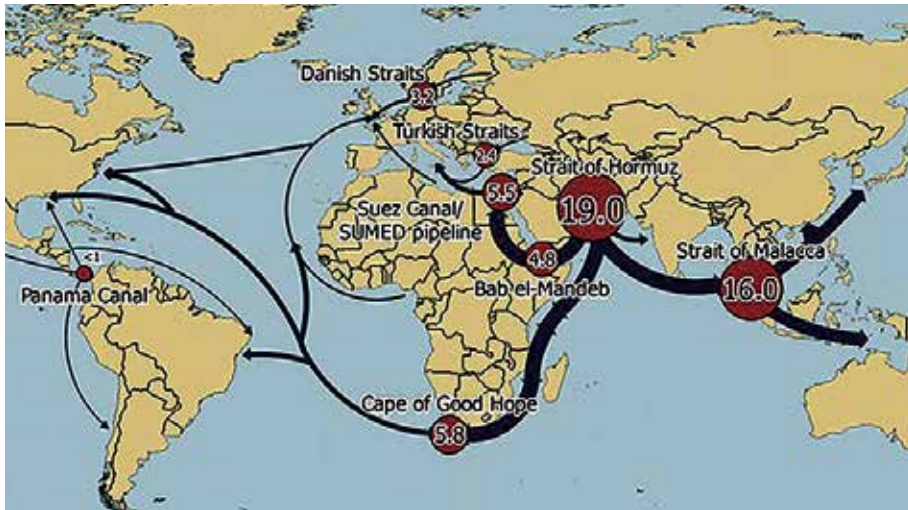 Danish Straits
3.2
Turkish Straits
2.4
Strait of Hormuz
5.5
19.0
Suez Canal/
SUMED pipeline
Strait of Malacca
4.8
<1
Bab el-Mandeb
16.0
Panama Canal
Cape of Good Hope
5.8